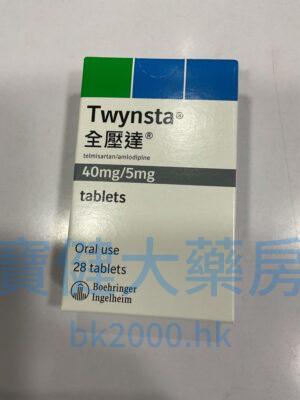 Twynsta®
全壓達®
telmisartan/amlodipine
40mg/5mg
tablets
Oral use
28 tablets
Boehringer
Ingelheim
寶健大藥房
bk2000.hk